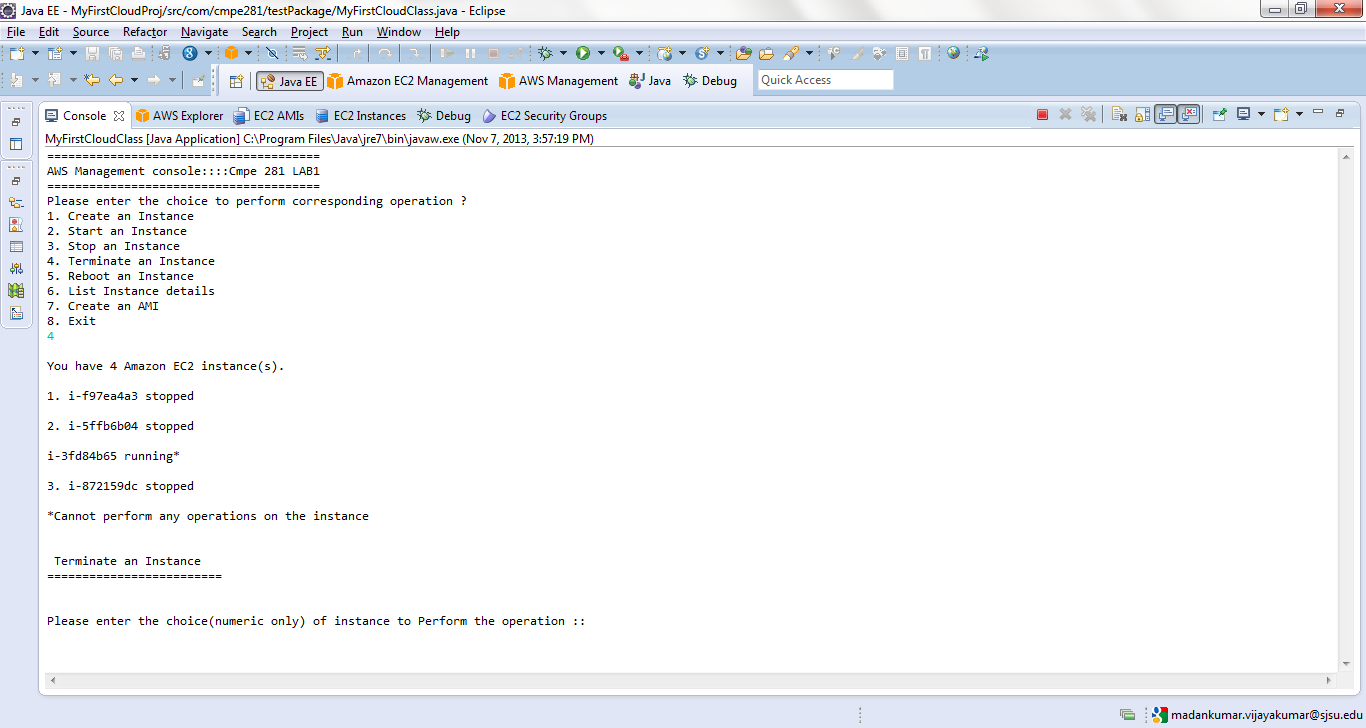 Java EE - MyFirstCloudProj/src/com/cmpe281/testPackage/MyFirstCloudClass.java - Eclipse
File Edit Source Refactor Navigate Search Project Run Window Help
Java EE Amazon EC2 Management AWS Management Java Debug Quick Access
Console AWS Explorer EC2 AMIs EC2 Instances Debug EC2 Security Groups
MyFirstCloudClass [Java Application] C:\Program Files\Java\jre7\bin\javaw.exe (Nov 7, 2013, 3:57:19 PM)
=======================================
AWS Management console::::Cmpe 281 LAB1
=======================================
Please enter the choice to perform corresponding operation ?
1. Create an Instance
2. Start an Instance
3. Stop an Instance
4. Terminate an Instance
5. Reboot an Instance
6. List Instance details
7. Create an AMI
8. Exit
4
You have 4 Amazon EC2 instance(s).
1. i-f97ea4a3 stopped
2. i-5ffb6b04 stopped
i-3fd84b65 running*
3. i-872159dc stopped
*Cannot perform any operations on the instance
Terminate an Instance
=========================
Please enter the choice(numeric only) of instance to Perform the operation ::
madankumar.vijayakumar@sjsu.edu